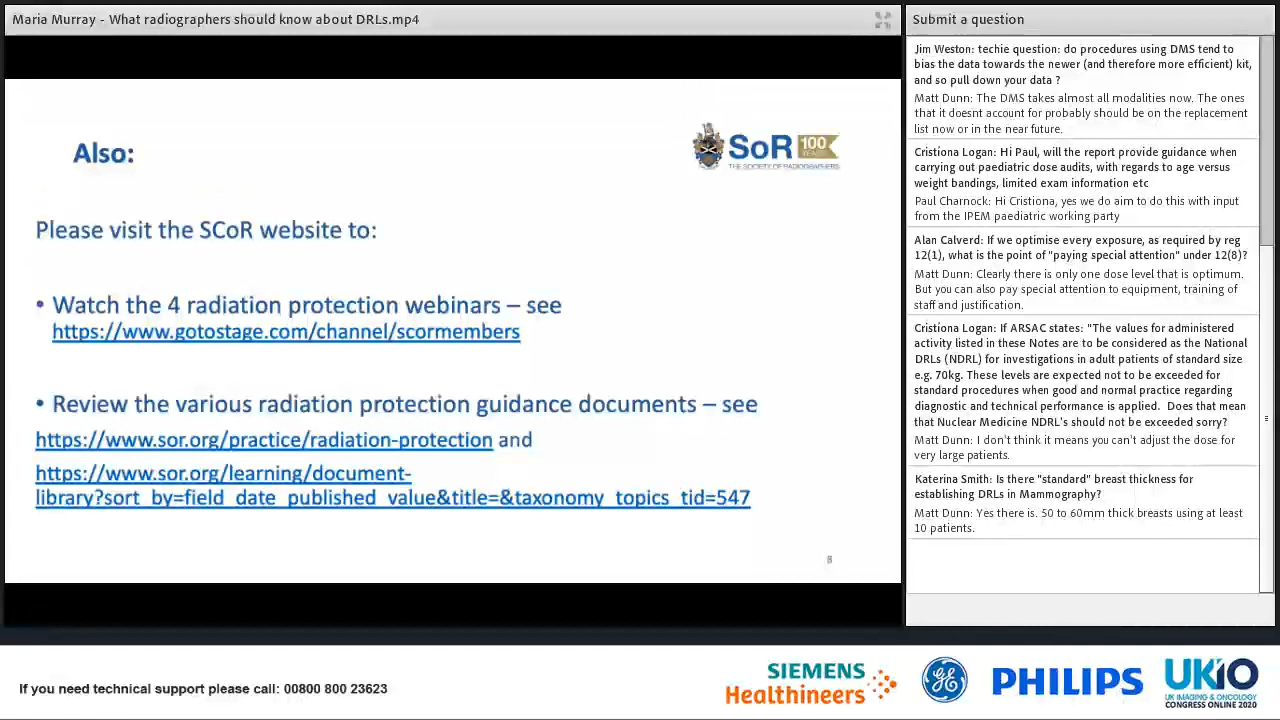 Maria Murray - What radiographers should know about DRLs.mp4
Also:
SoR 100 YEARS
THE SOCIETY OF RADIOGRAPHERS
Please visit the SCoR website to:
• Watch the 4 radiation protection webinars – see
https://www.gotostage.com/channel/scormembers
• Review the various radiation protection guidance documents – see
https://www.sor.org/practice/radiation-protection and
https://www.sor.org/learning/document-
library?sort_by=field_date_published_value&title=&taxonomy_topics_tid=547
8
Submit a question
Jim Weston: techie question: do procedures using DMS tend to
bias the data towards the newer (and therefore more efficient) kit,
and so pull down your data ?
Matt Dunn: The DMS takes almost all modalities now. The ones
that it doesnt account for probably should be on the replacement
list now or in the near future.
Cristíona Logan: Hi Paul, will the report provide guidance when
carrying out paediatric dose audits, with regards to age versus
weight bandings, limited exam information etc
Paul Charnock: Hi Cristiona, yes we do aim to do this with input
from the IPEM paediatric working party
Alan Calverd: If we optimise every exposure, as required by reg
12(1), what is the point of "paying special attention" under 12(8)?
Matt Dunn: Clearly there is only one dose level that is optimum.
But you can also pay special attention to equipment, training of
staff and justification.
Cristíona Logan: If ARSAC states: "The values for administered
activity listed in these Notes are to be considered as the National
DRLs (NDRL) for investigations in adult patients of standard size
e.g. 70kg. These levels are expected not to be exceeded for
standard procedures when good and normal practice regarding
diagnostic and technical performance is applied.  Does that mean
that Nuclear Medicine NDRL's should not be exceeded sorry?
Matt Dunn: I don't think it means you can't adjust the dose for
very large patients.
Katerina Smith: Is there "standard" breast thickness for
establishing DRLs in Mammography?
Matt Dunn: Yes there is. 50 to 60mm thick breasts using at least
10 patients.
If you need technical support please call: 00800 800 23623
SIEMENS
Healthineers
GE
PHILIPS
UKIO
UK IMAGING & ONCOLOGY
CONGRESS ONLINE 2020